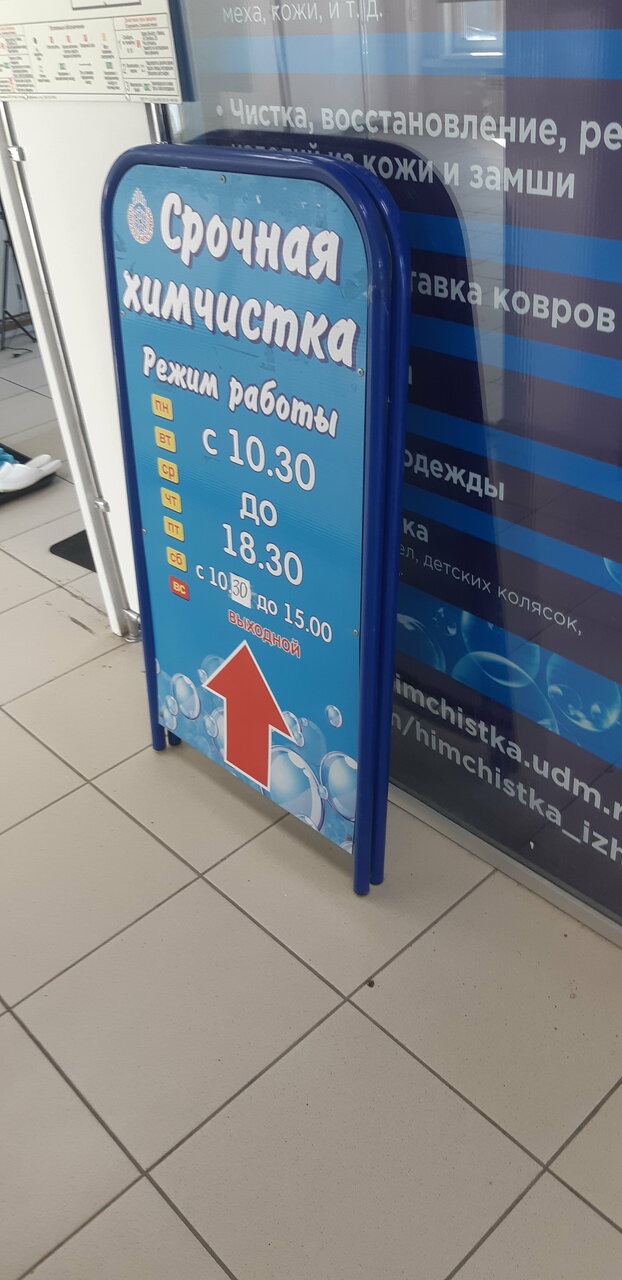 меха, кожи, и т. д.
• Чистка, восстановление, ре
изделий из кожи и замши
тавка ковров
одежды
ка
ел, детских колясок,
himchistka.udm.r
/himchistka_izh
Срочная
химчистка
Режим работы
пн
вт
ср
чт
пт
сб
вс
с 10.30
до
18.30
с 10.30 до 15.00
выходной